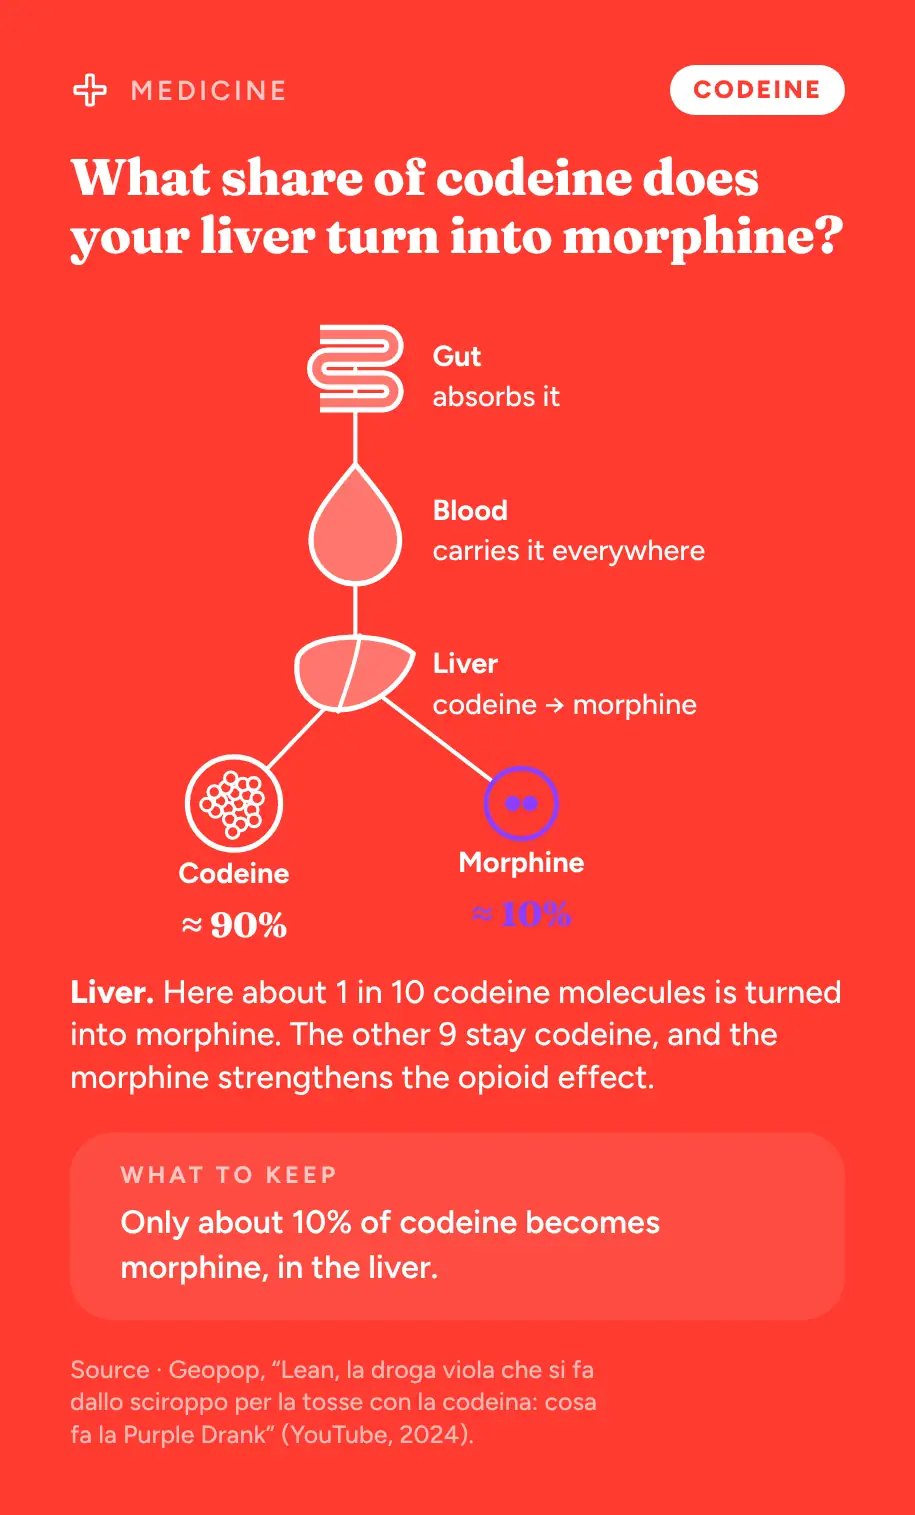 MEDICINE
CODEINE
What share of codeine does
your liver turn into morphine?
Gut
absorbs it
Blood
carries it everywhere
Liver
codeine → morphine
Codeine
≈ 90%
Morphine
≈ 10%
Liver. Here about 1 in 10 codeine molecules is turned
into morphine. The other 9 stay codeine, and the
morphine strengthens the opioid effect.
WHAT TO KEEP
Only about 10% of codeine becomes
morphine, in the liver.
Source · Geopop, “Lean, la droga viola che si fa
dallo sciroppo per la tosse con la codeina: cosa
fa la Purple Drank” (YouTube, 2024).